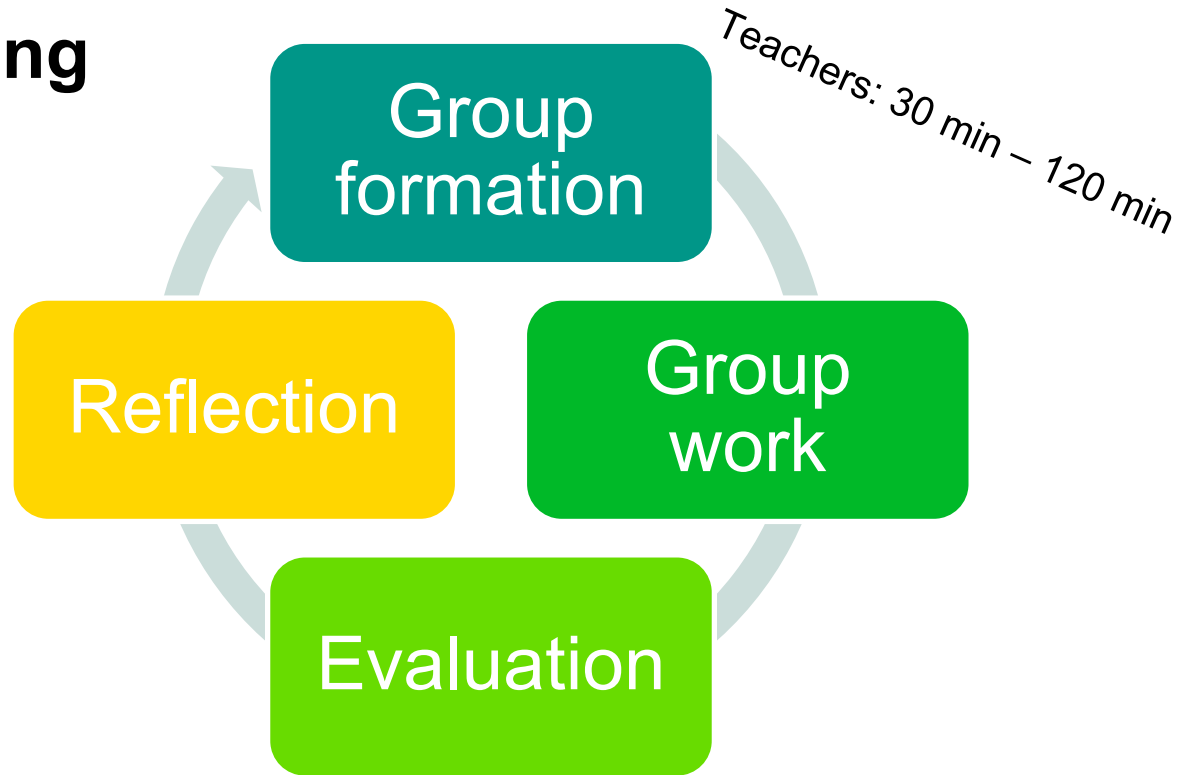 ng
Group
formation
Teachers: 30 min – 120 min
Reflection
Group
work
Evaluation